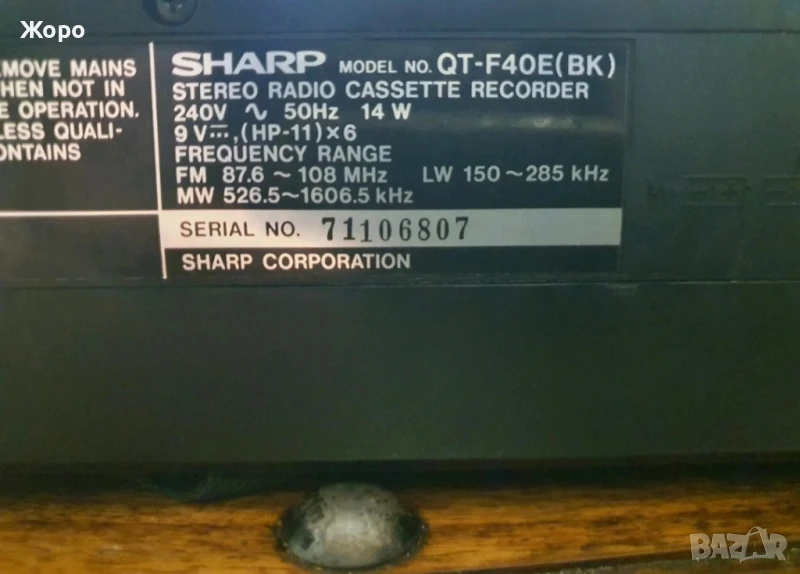 Жоро
EMOVE MAINS
HEN NOT IN
E OPERATION.
LESS QUALI-
ONTAINS
SHARP MODEL NO. QT-F40E(BK)
STEREO RADIO CASSETTE RECORDER
240V ∿ 50Hz 14 W
9 V⎓,(HP-11)×6
FREQUENCY RANGE
FM 87.6 ~ 108 MHz LW 150 ~ 285 kHz
MW 526.5~1606.5 kHz
SERIAL NO. 71106807
SHARP CORPORATION
BAZAR